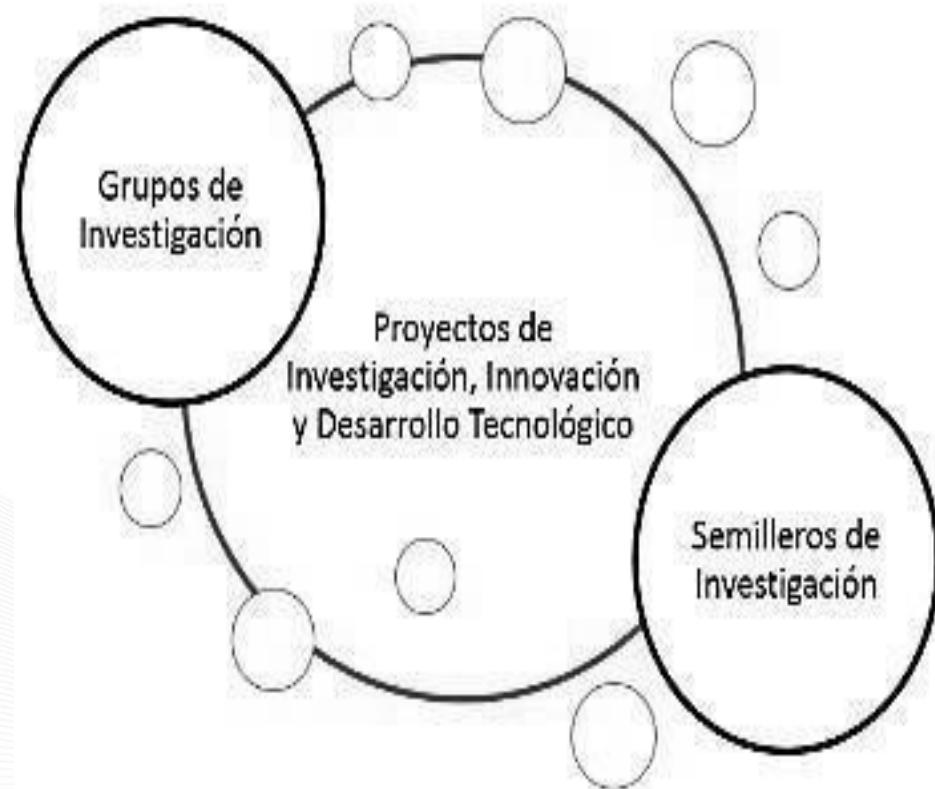 Grupos de
Investigación
Proyectos de
Investigación, Innovación
y Desarrollo Tecnológico
Semilleros de
Investigación